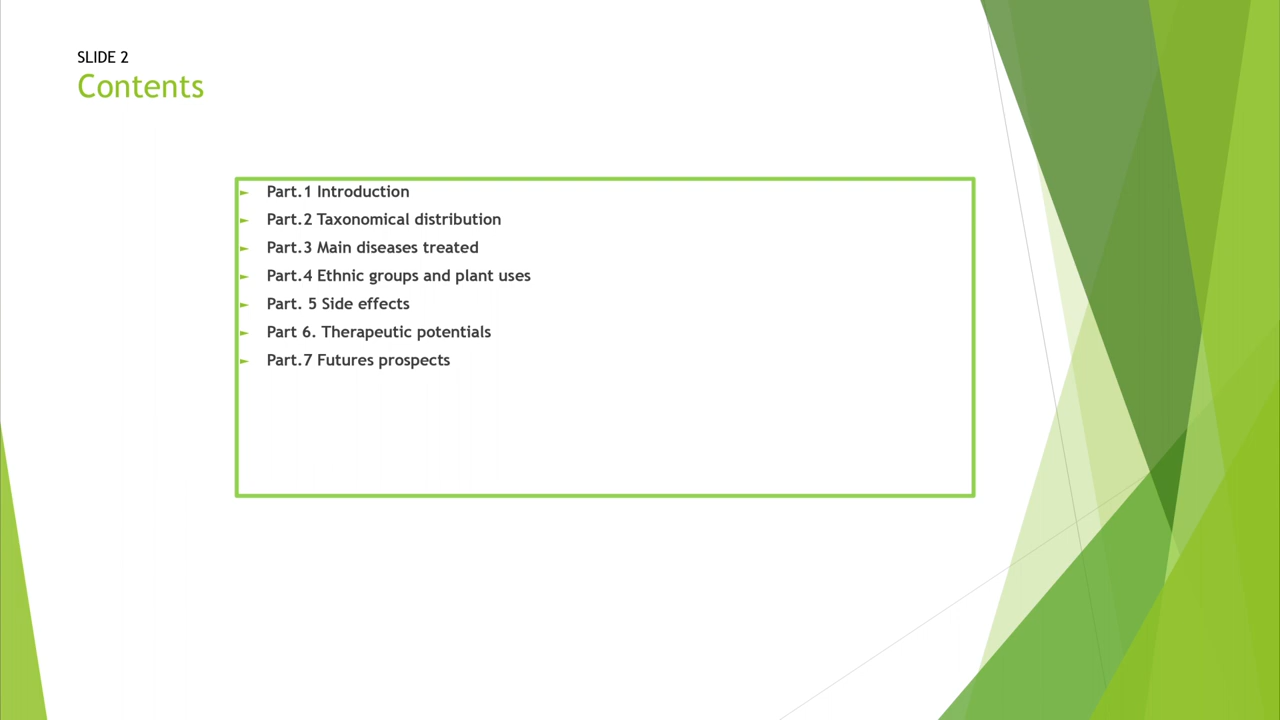 SLIDE 2
Contents
Part.1 Introduction
Part.2 Taxonomical distribution
Part.3 Main diseases treated
Part.4 Ethnic groups and plant uses
Part. 5 Side effects
Part 6. Therapeutic potentials
Part.7 Futures prospects